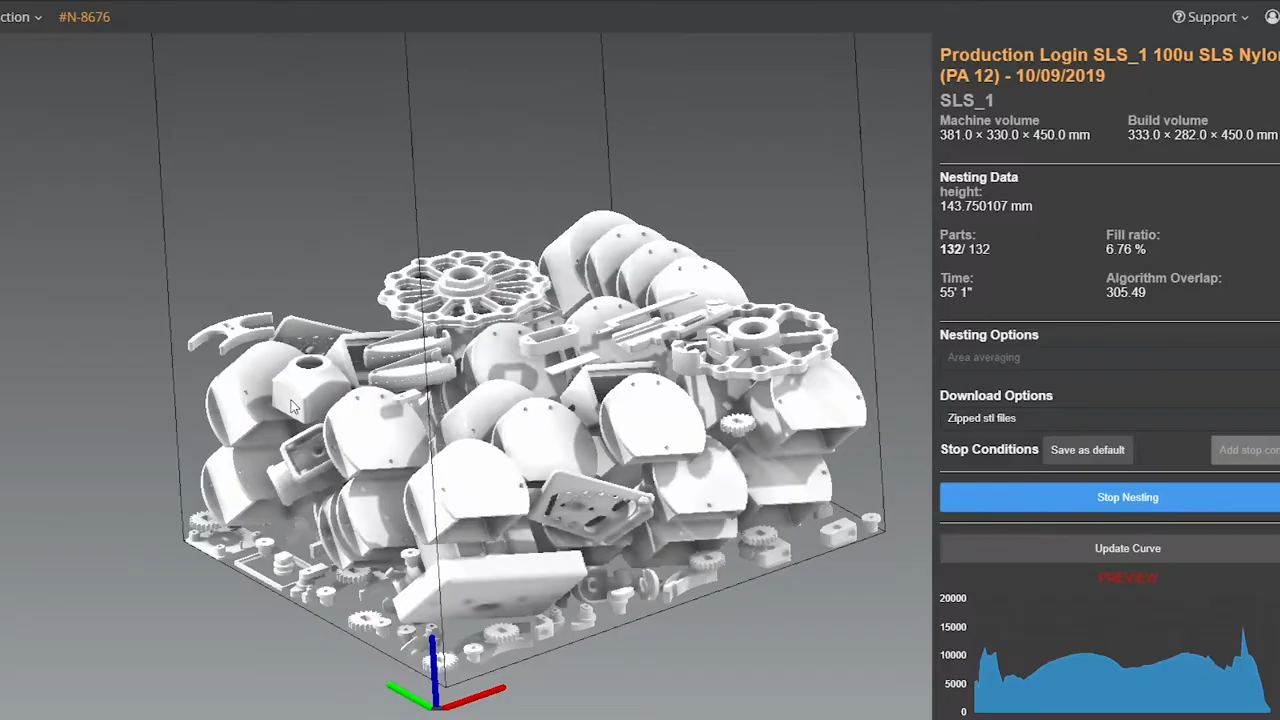 ction
#N-8676
Support
Production Login SLS_1 100u SLS Nylo
(PA 12) - 10/09/2019
SLS_1
Machine volume
Build volume
381.0 × 330.0 × 450.0 mm
333.0 × 282.0 × 450.0 mm
Nesting Data
height:
143.750107 mm
Parts:
Fill ratio:
132/ 132
6.76 %
Time:
Algorithm Overlap:
55' 1"
305.49
Nesting Options
Area averaging
Download Options
Zipped stl files
Stop Conditions
Save as default
Add stop con
Stop Nesting
Update Curve
PREVIEW
20000
15000
10000
5000
0